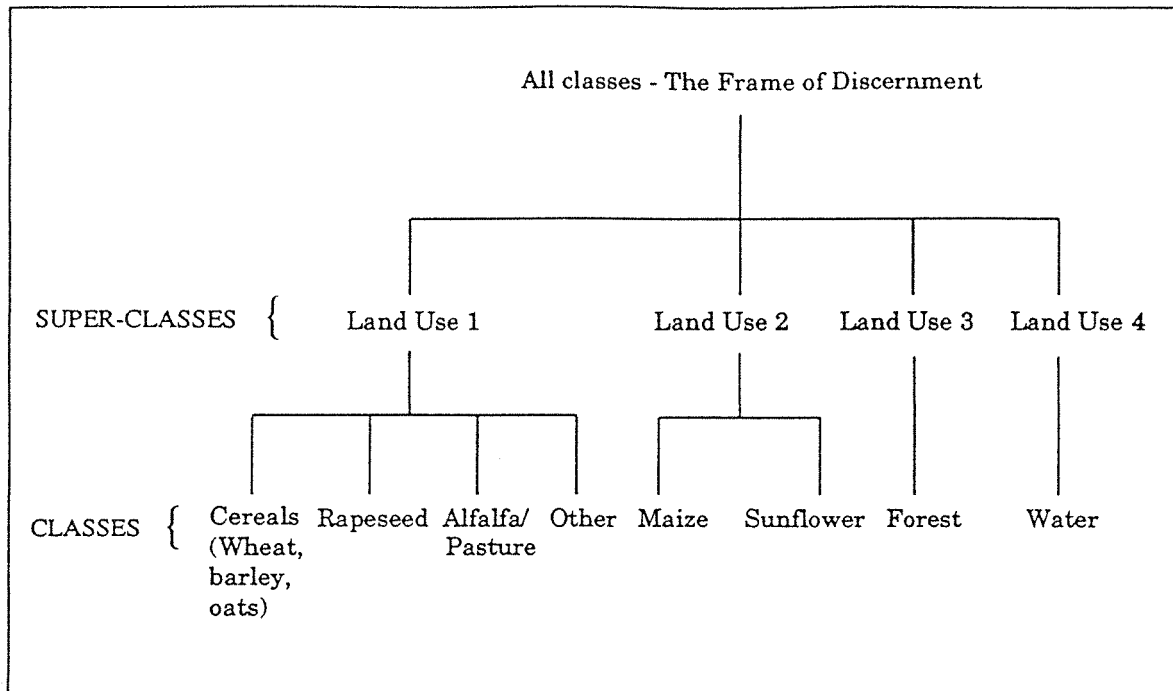 All classes - The Frame of Discernment
SUPER-CLASSES { Land Use 1 Land Use 2 Land Use 3 Land Use 4
CLASSES { Cereals Rapeseed Alfalfa/ Other Maize Sunflower Forest Water
(Wheat, Pasture
barley,
oats)